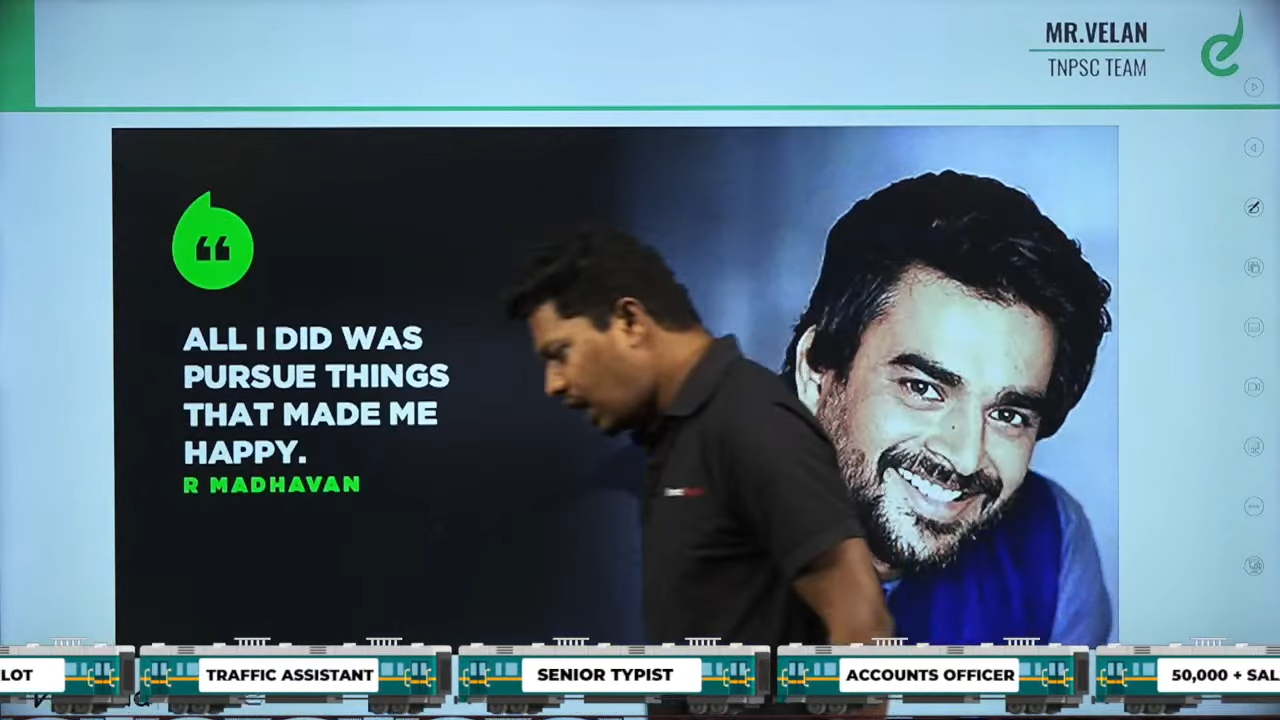 MR.VELAN
TNPSC TEAM
ALL I DID WAS
PURSUE THINGS
THAT MADE ME
HAPPY.
R MADHAVAN
LOT
TRAFFIC ASSISTANT
SENIOR TYPIST
ACCOUNTS OFFICER
50,000 + SAL